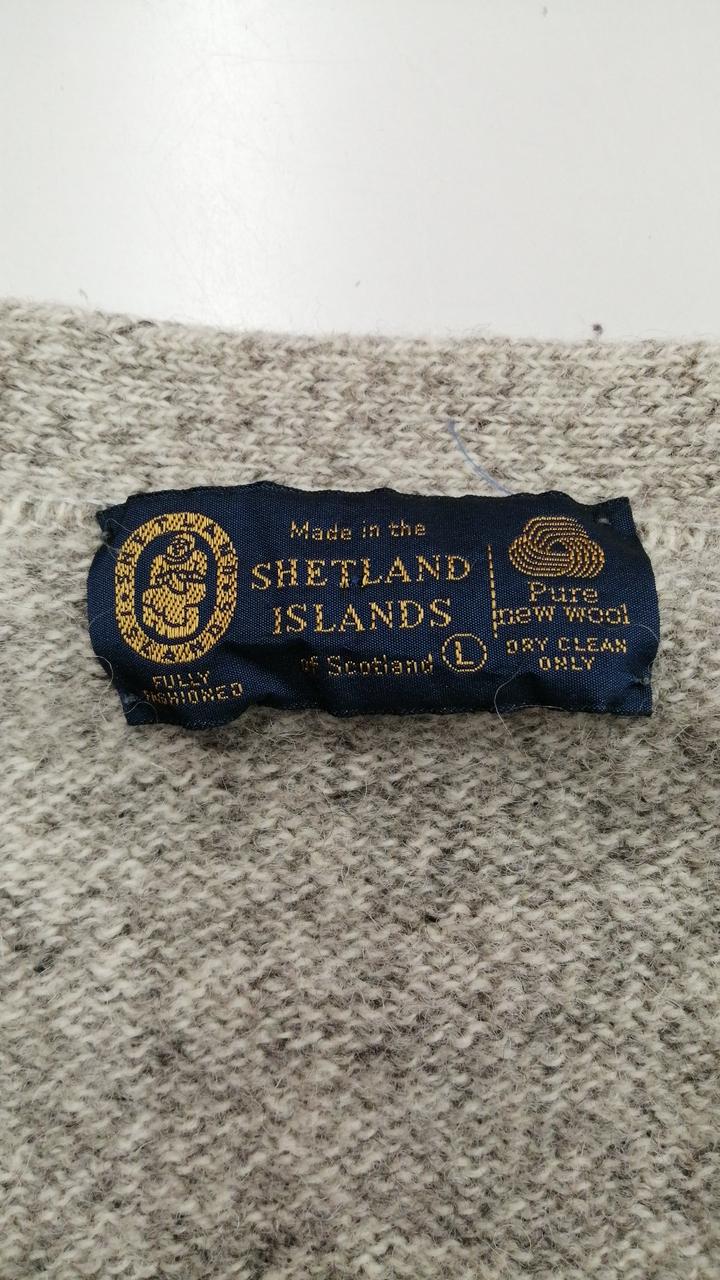 Made in the
SHETLAND
ISLANDS
of Scotland
L
FULLY
FASHIONED
Pure
new wool
DRY CLEAN
ONLY